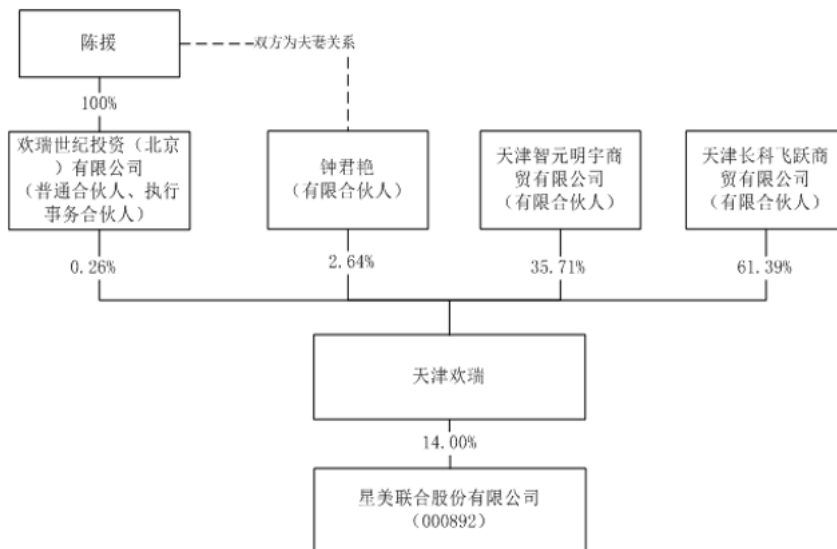 陈援
双方为夫妻关系
100%
欢瑞世纪投资（北京
）有限公司
（普通合伙人、执行
事务合伙人）
钟君艳
（有限合伙人）
天津智元明宇商
贸有限公司
（有限合伙人）
天津长科飞跃商
贸有限公司
（有限合伙人）
0.26%
2.64%
35.71%
61.39%
天津欢瑞
14.00%
星美联合股份有限公司
（000892）